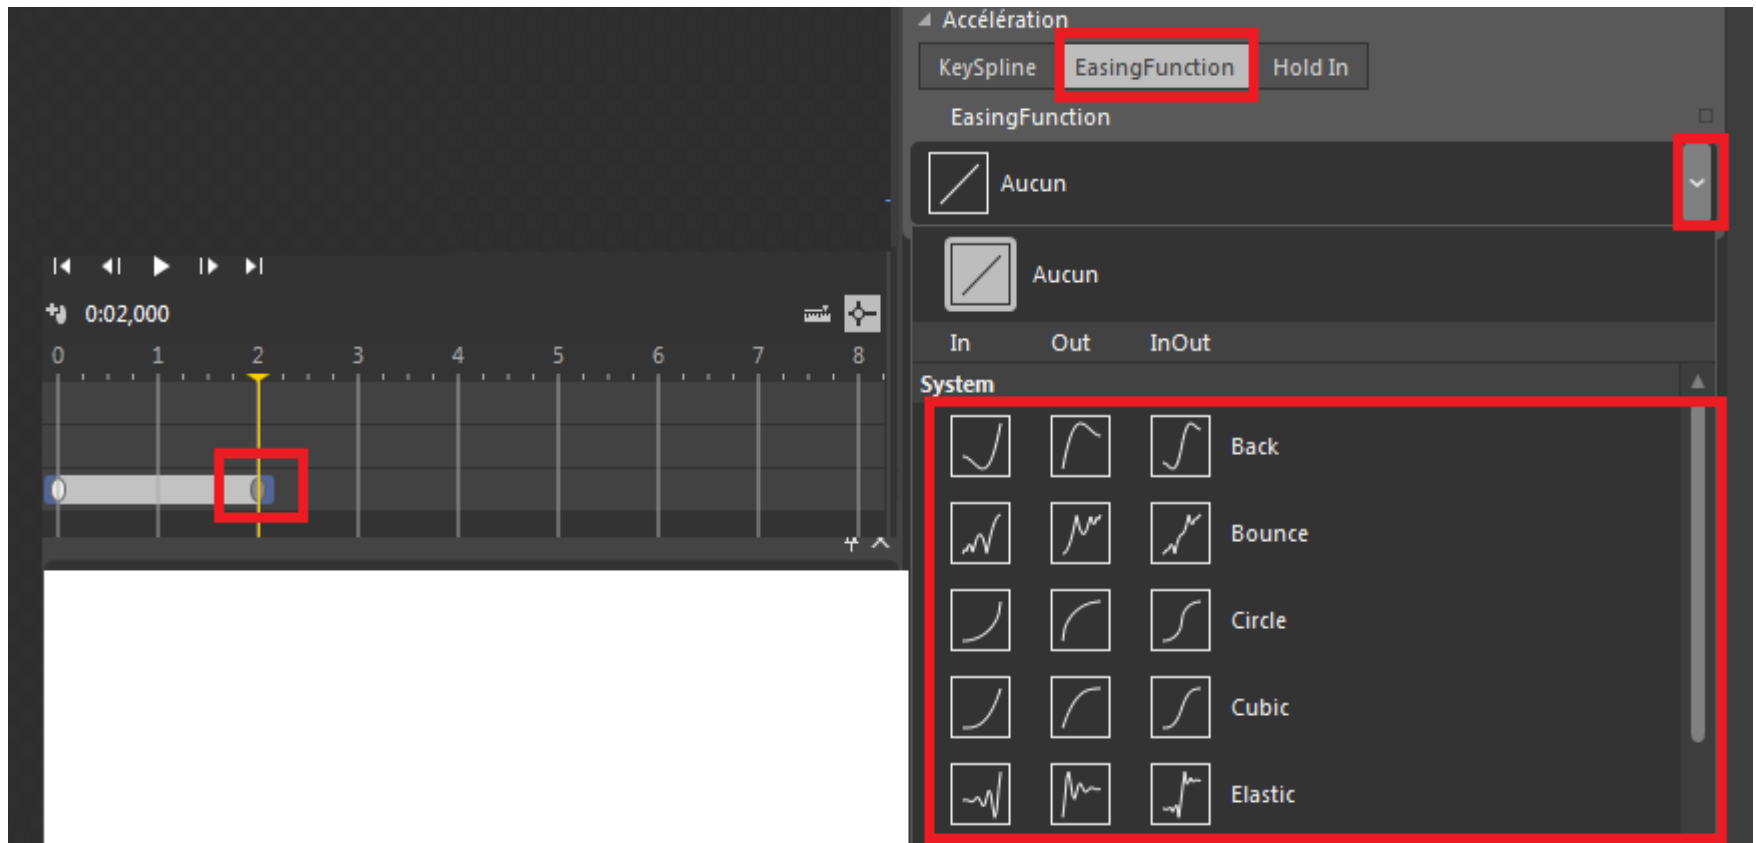 Accélération
KeySpline EasingFunction Hold In
EasingFunction
Aucun
Aucun
In Out InOut
System
Back
Bounce
Circle
Cubic
Elastic
0:02,000
0 1 2 3 4 5 6 7 8